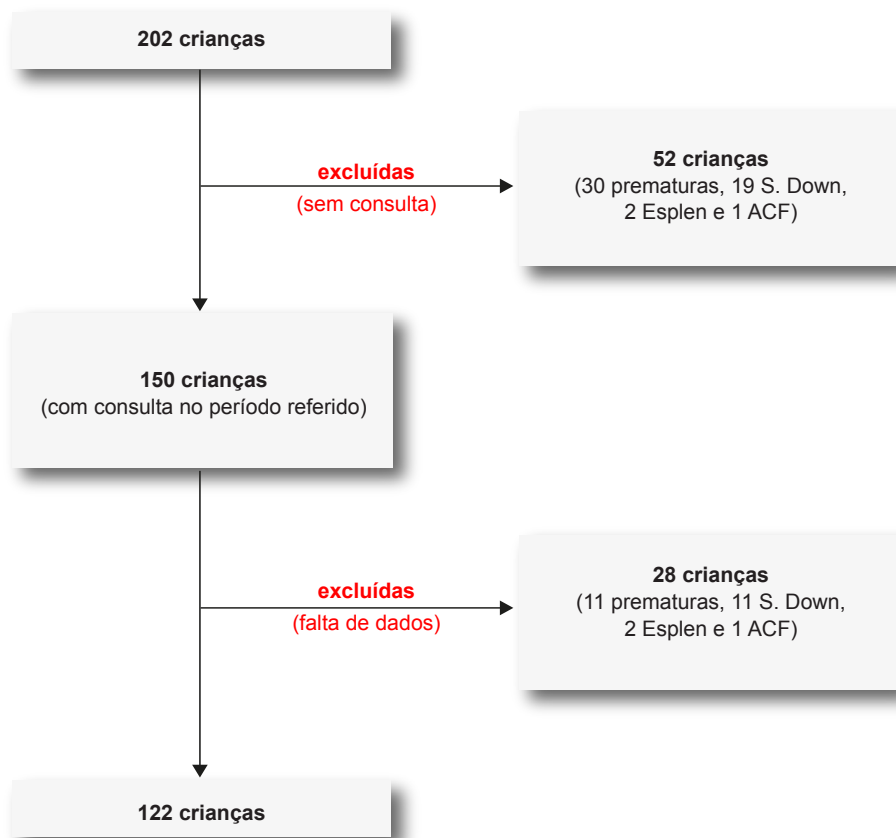 202 crianças
excluídas
(sem consulta)
52 crianças
(30 prematuras, 19 S. Down,
2 Esplen e 1 ACF)
150 crianças
(com consulta no período referido)
excluídas
(falta de dados)
28 crianças
(11 prematuras, 11 S. Down,
2 Esplen e 1 ACF)
122 crianças